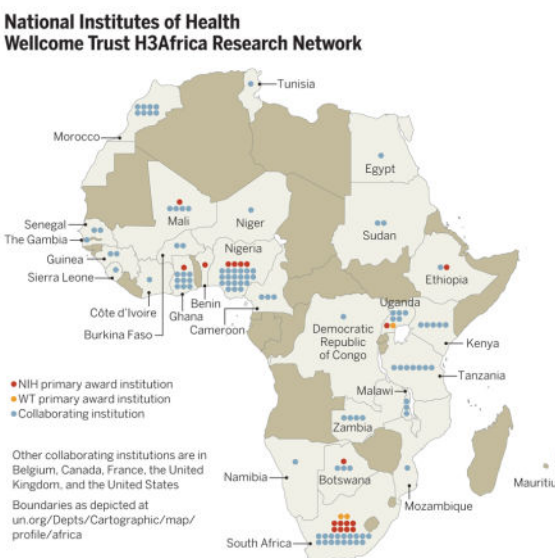 National Institutes of Health
Wellcome Trust H3Africa Research Network
Tunisia
Morocco
Egypt
Mali
Niger
Sudan
Senegal
The Gambia
Nigeria
Guinea
Ethiopia
Sierra Leone
Benin
Uganda
Côte d'Ivoire
Ghana
Cameroon
Democratic
Republic
of Congo
Burkina Faso
Kenya
Tanzania
Malawi
NIH primary award institution
WT primary award institution
Collaborating institution
Zambia
Other collaborating institutions are in
Belgium, Canada, France, the United
Kingdom, and the United States
Namibia
Botswana
Mauritiu
Mozambique
Boundaries as depicted at
un.org/Depts/Cartographic/map/
profile/africa
South Africa